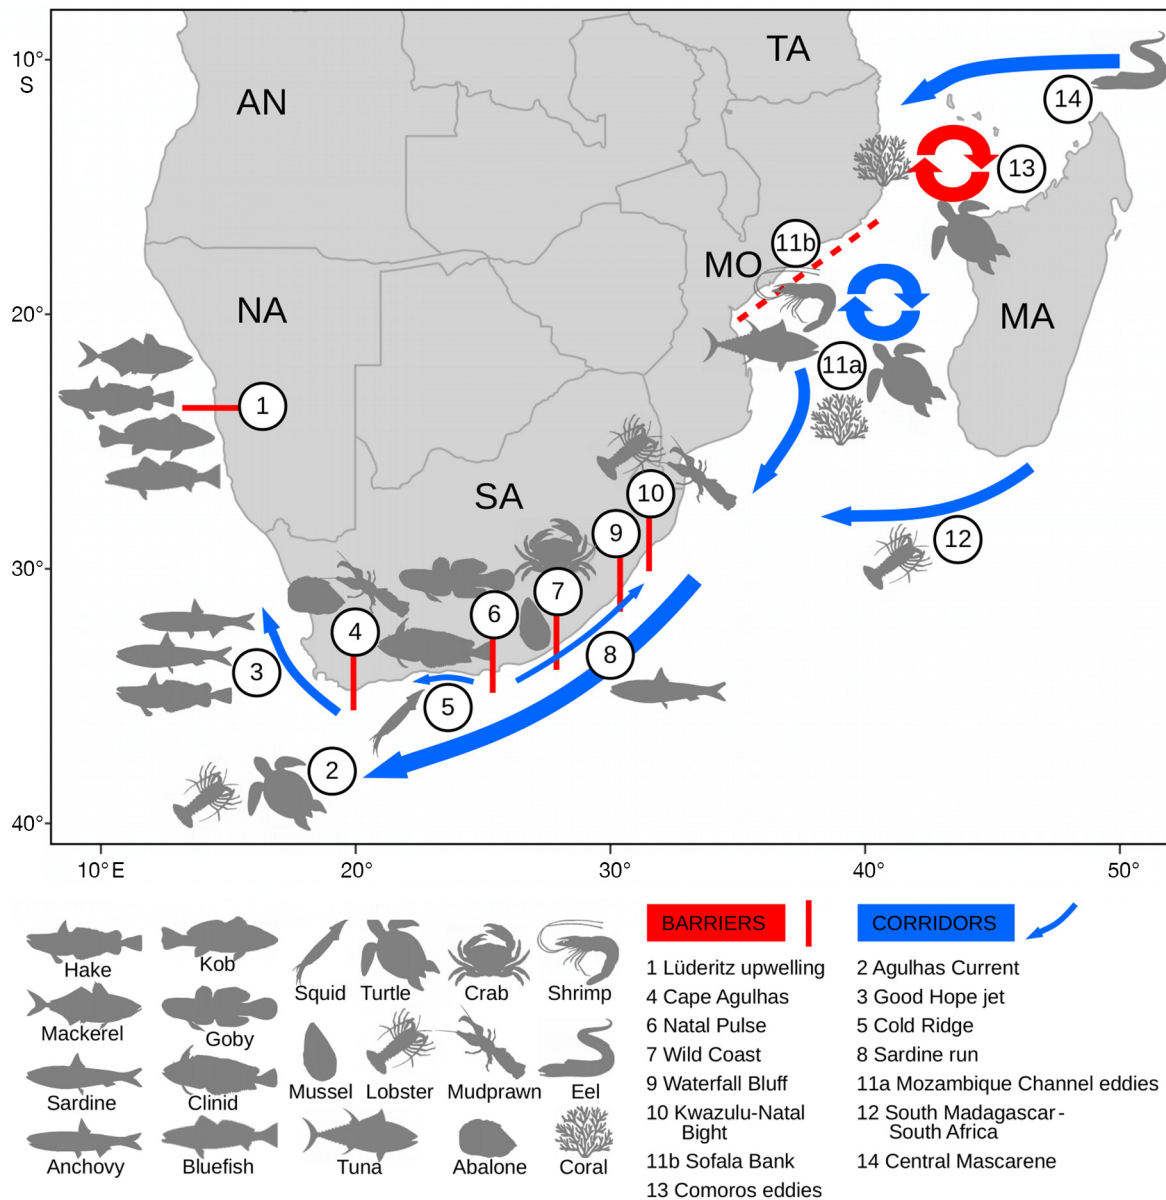 TA
10°
S
AN
14
13
11b
MO
NA
20°
MA
11a
1
SA
10
9
12
30°
7
6
4
8
3
5
2
40°
10°E
20°
30°
40°
50°
BARRIERS
CORRIDORS
Hake
Kob
Squid
Turtle
Crab
Shrimp
Mackerel
Goby
Sardine
Clinid
Mussel
Lobster
Mudprawn
Eel
Anchovy
Bluefish
Tuna
Abalone
Coral
1 Lüderitz upwelling
4 Cape Agulhas
6 Natal Pulse
7 Wild Coast
9 Waterfall Bluff
10 Kwazulu-Natal
Bight
11b Sofala Bank
13 Comoros eddies
2 Agulhas Current
3 Good Hope jet
5 Cold Ridge
8 Sardine run
11a Mozambique Channel eddies
12 South Madagascar-
South Africa
14 Central Mascarene